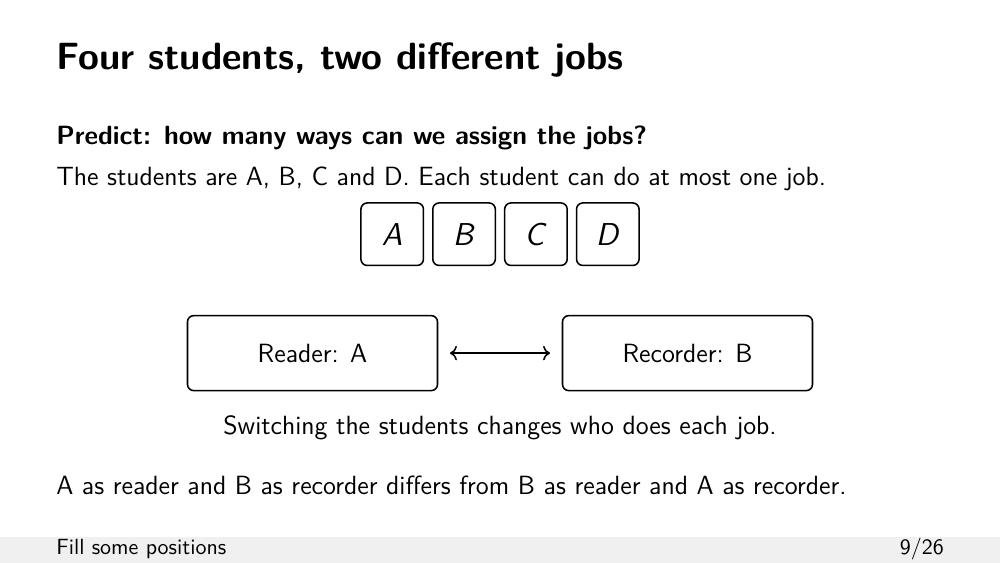 Four students, two different jobs
Predict: how many ways can we assign the jobs?
The students are A, B, C and D. Each student can do at most one job.
A B C D
Reader: A Recorder: B
Switching the students changes who does each job.
A as reader and B as recorder differs from B as reader and A as recorder.
Fill some positions 9/26